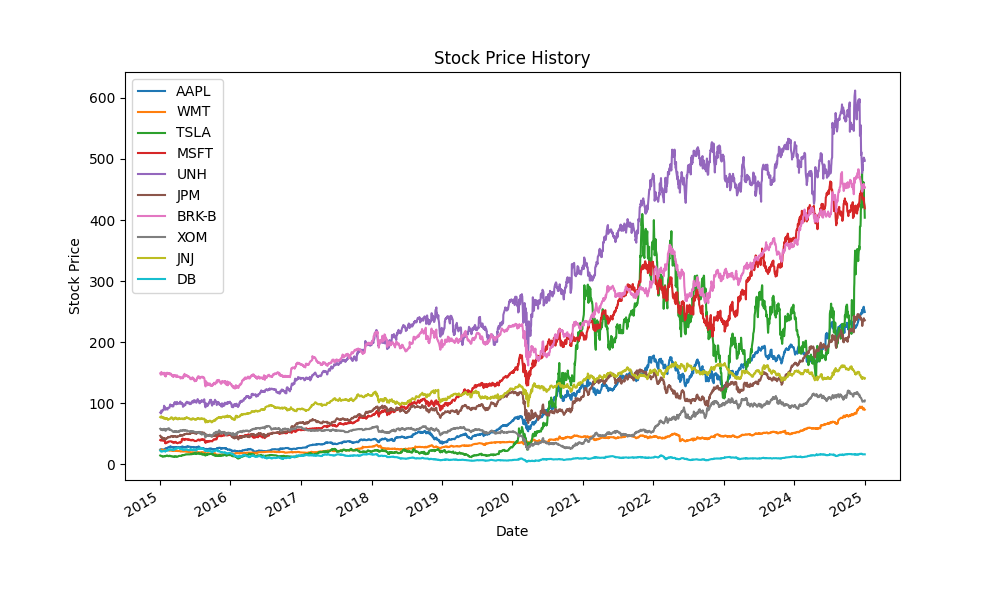 Stock Price History
AAPL
WMT
TSLA
MSFT
UNH
JPM
BRK-B
XOM
JNJ
DB
600
500
400
300
200
100
0
Stock Price
2015 2016 2017 2018 2019 2020 2021 2022 2023 2024 2025
Date